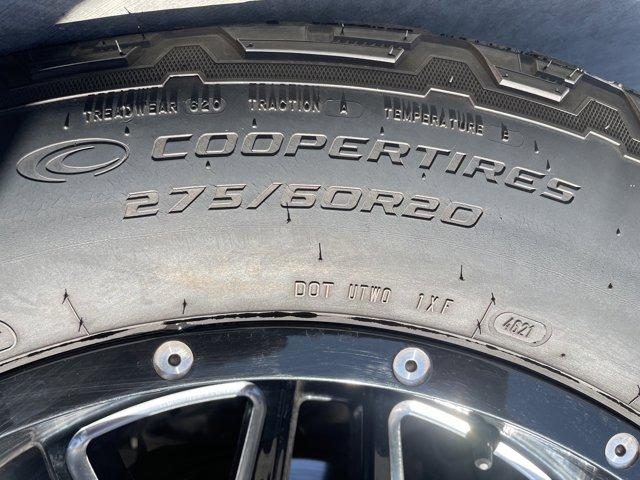 TREADWEAR 620 TRACTION A TEMPERATURE B
COOPERTIRES
275/60R20
DOT UTWO 1XF 4621